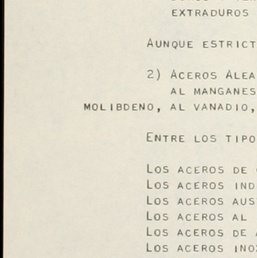 EXTRADUROS
AUNQUE ESTRICT
2) ACEROS ALEA
AL MANGANES
MOLIBDENO, AL VANADIO,
ENTRE LOS TIPO
LOS ACEROS DE
LOS ACEROS IND
LOS ACEROS AUS
LOS ACEROS AL
LOS ACEROS DE
LOS ACEROS INO